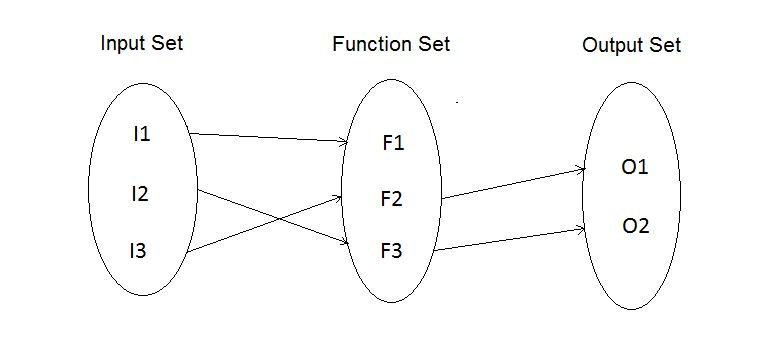 Input Set Function Set Output Set
I1 F1 O1
I2 F2 O2
I3 F3